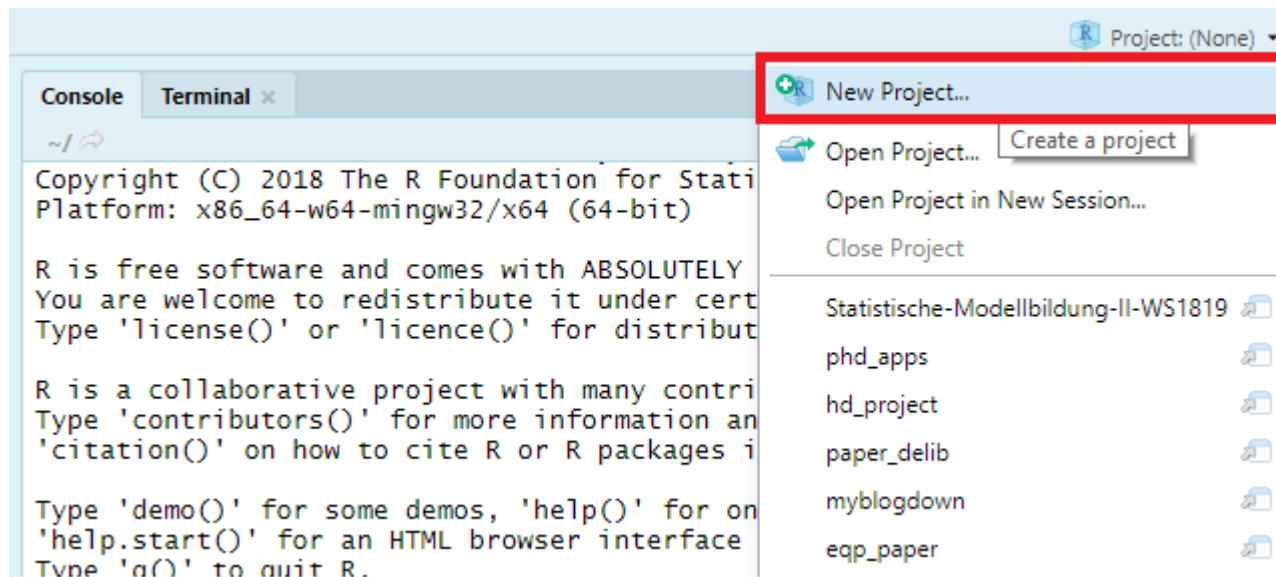 Project: (None)
Console Terminal
~/
Copyright (C) 2018 The R Foundation for Stati
Platform: x86_64-w64-mingw32/x64 (64-bit)
R is free software and comes with ABSOLUTELY
You are welcome to redistribute it under cert
Type 'license()' or 'licence()' for distribut
R is a collaborative project with many contri
Type 'contributors()' for more information an
'citation()' on how to cite R or R packages i
Type 'demo()' for some demos, 'help()' for on
'help.start()' for an HTML browser interface
Type 'q()' to quit R.
New Project...
Create a project
Open Project...
Open Project in New Session...
Close Project
Statistische-Modellbildung-II-WS1819
phd_apps
hd_project
paper_delib
myblogdown
eqp_paper